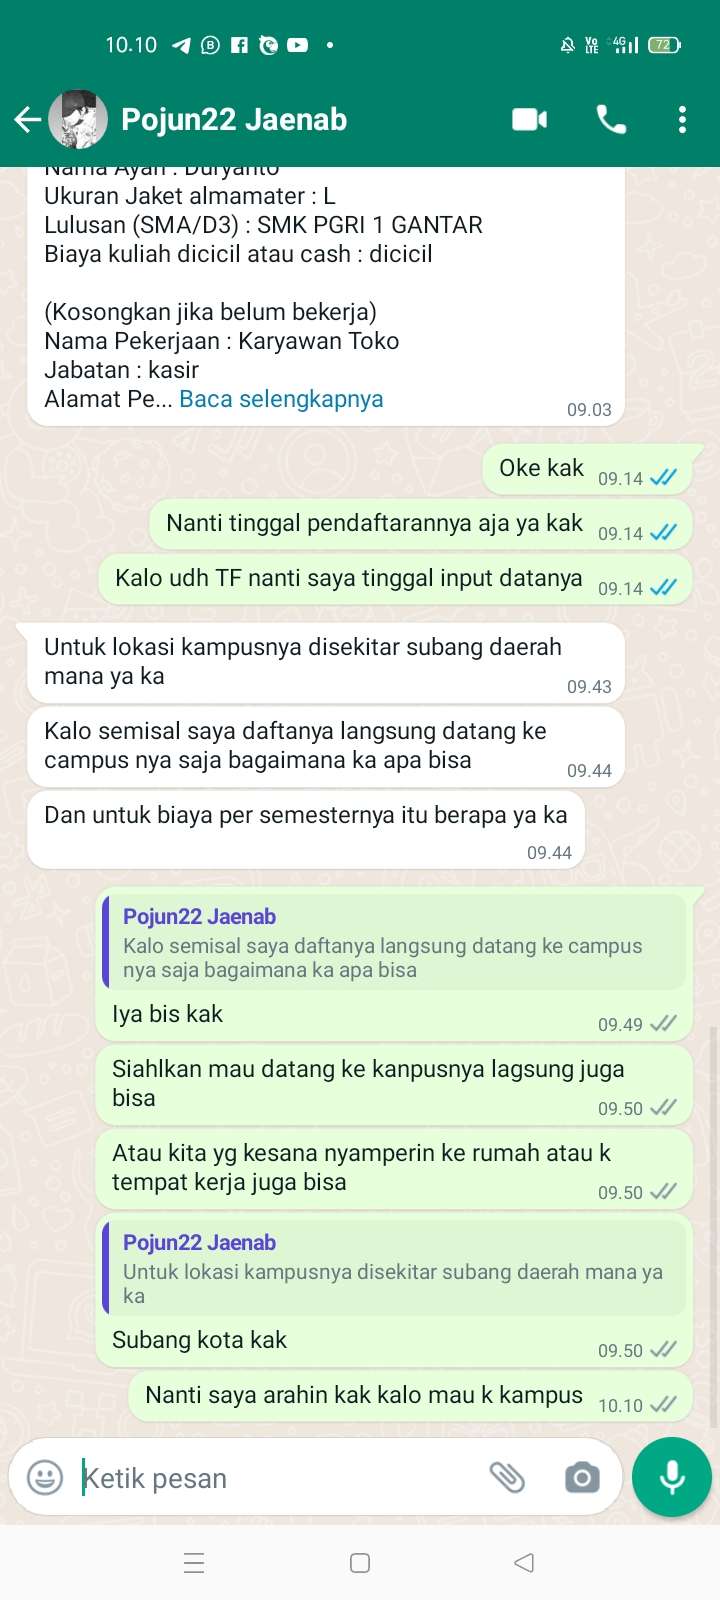 10.10
VoLTE 4G 72
Pojun22 Jaenab
Nama Ayah : Duryanto
Ukuran Jaket almamater : L
Lulusan (SMA/D3) : SMK PGRI 1 GANTAR
Biaya kuliah dicicil atau cash : dicicil
(Kosongkan jika belum bekerja)
Nama Pekerjaan : Karyawan Toko
Jabatan : kasir
Alamat Pe... Baca selengkapnya
09.03
Oke kak 09.14
Nanti tinggal pendaftarannya aja ya kak 09.14
Kalo udh TF nanti saya tinggal input datanya 09.14
Untuk lokasi kampusnya disekitar subang daerah
mana ya ka
09.43
Kalo semisal saya daftanya langsung datang ke
campus nya saja bagaimana ka apa bisa
09.44
Dan untuk biaya per semesternya itu berapa ya ka
09.44
Pojun22 Jaenab
Kalo semisal saya daftanya langsung datang ke campus
nya saja bagaimana ka apa bisa
Iya bis kak
09.49
Siahlkan mau datang ke kanpusnya lagsung juga
bisa
09.50
Atau kita yg kesana nyamperin ke rumah atau k
tempat kerja juga bisa
09.50
Pojun22 Jaenab
Untuk lokasi kampusnya disekitar subang daerah mana ya
ka
Subang kota kak
09.50
Nanti saya arahin kak kalo mau k kampus 10.10
Ketik pesan